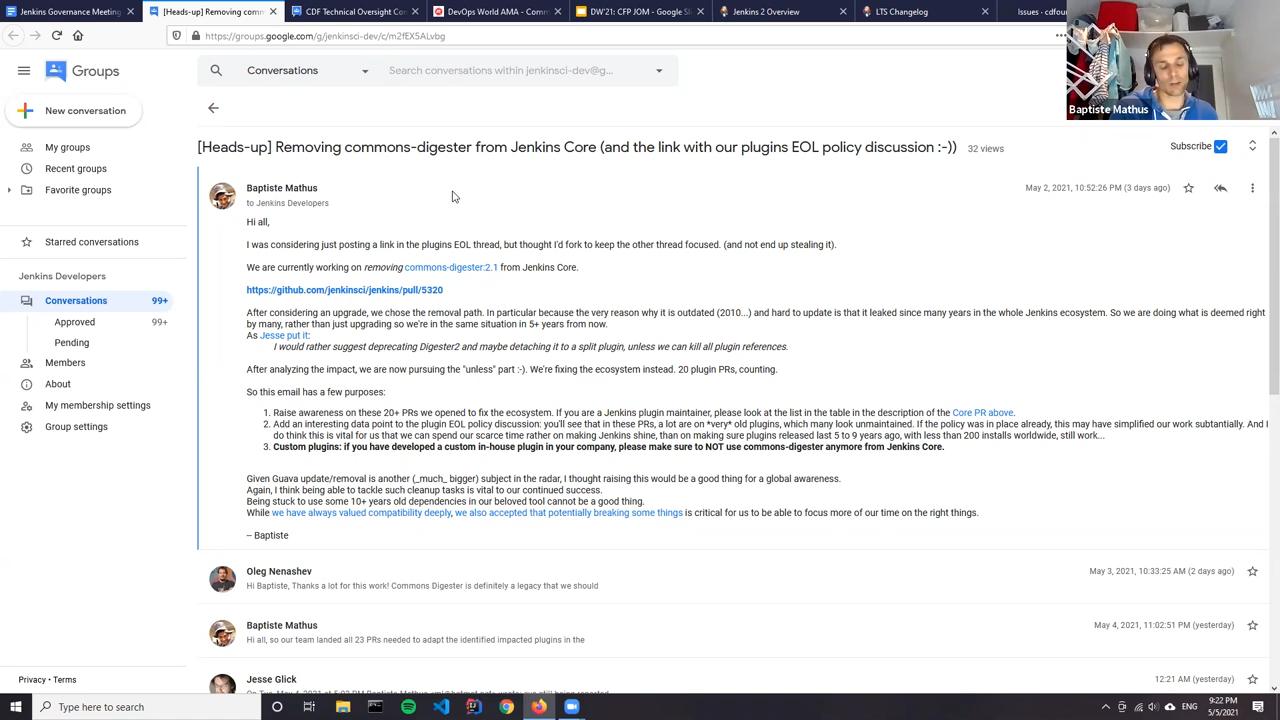 Jenkins Governance Meeting
[Heads-up] Removing comm
CDF Technical Oversight Con
DevOps World AMA - Comm
DW'21: CFP JOM - Google Sli
Jenkins 2 Overview
LTS Changelog
Issues · cdfoun
https://groups.google.com/g/jenkinsci-dev/c/m2fEX5ALvbg
Groups
Conversations
Search conversations within jenkinsci-dev@g...
Baptiste Mathus
New conversation
My groups
Recent groups
Favorite groups
Starred conversations
Jenkins Developers
Conversations 99+
Approved 99+
Pending
Members
About
My membership settings
Group settings
Privacy • Terms
[Heads-up] Removing commons-digester from Jenkins Core (and the link with our plugins EOL policy discussion :-)) 32 views
Subscribe
Baptiste Mathus
May 2, 2021, 10:52:26 PM (3 days ago)
to Jenkins Developers
Hi all,
I was considering just posting a link in the plugins EOL thread, but thought I'd fork to keep the other thread focused. (and not end up stealing it).
We are currently working on removing commons-digester:2.1 from Jenkins Core.
https://github.com/jenkinsci/jenkins/pull/5320
After considering an upgrade, we chose the removal path. In particular because the very reason why it is outdated (2010...) and hard to update is that it leaked since many years in the whole Jenkins ecosystem. So we are doing what is deemed right
by many, rather than just upgrading so we're in the same situation in 5+ years from now.
As Jesse put it:
I would rather suggest deprecating Digester2 and maybe detaching it to a split plugin, unless we can kill all plugin references.
After analyzing the impact, we are now pursuing the "unless" part :-). We're fixing the ecosystem instead. 20 plugin PRs, counting.
So this email has a few purposes:
1. Raise awareness on these 20+ PRs we opened to fix the ecosystem. If you are a Jenkins plugin maintainer, please look at the list in the table in the description of the Core PR above.
2. Add an interesting data point to the plugin EOL policy discussion: you'll see that in these PRs, a lot are on *very* old plugins, which many look unmaintained. If the policy was in place already, this may have simplified our work subtantially. And I
do think this is vital for us that we can spend our scarce time rather on making Jenkins shine, than on making sure plugins released last 5 to 9 years ago, with less than 200 installs worldwide, still work...
3. Custom plugins: if you have developed a custom in-house plugin in your company, please make sure to NOT use commons-digester anymore from Jenkins Core.
Given Guava update/removal is another (_much_ bigger) subject in the radar, I thought raising this would be a good thing for a global awareness.
Again, I think being able to tackle such cleanup tasks is vital to our continued success.
Being stuck to use some 10+ years old dependencies in our beloved tool cannot be a good thing.
While we have always valued compatibility deeply, we also accepted that potentially breaking some things is critical for us to be able to focus more of our time on the right things.
-- Baptiste
Oleg Nenashev
May 3, 2021, 10:33:25 AM (2 days ago)
Hi Baptiste, Thanks a lot for this work! Commons Digester is definitely a legacy that we should
Baptiste Mathus
May 4, 2021, 11:02:51 PM (yesterday)
Hi all, so our team landed all 23 PRs needed to adapt the identified impacted plugins in the
Jesse Glick
12:21 AM (yesterday)
Type here to search
ENG
9:22 PM
5/5/2021